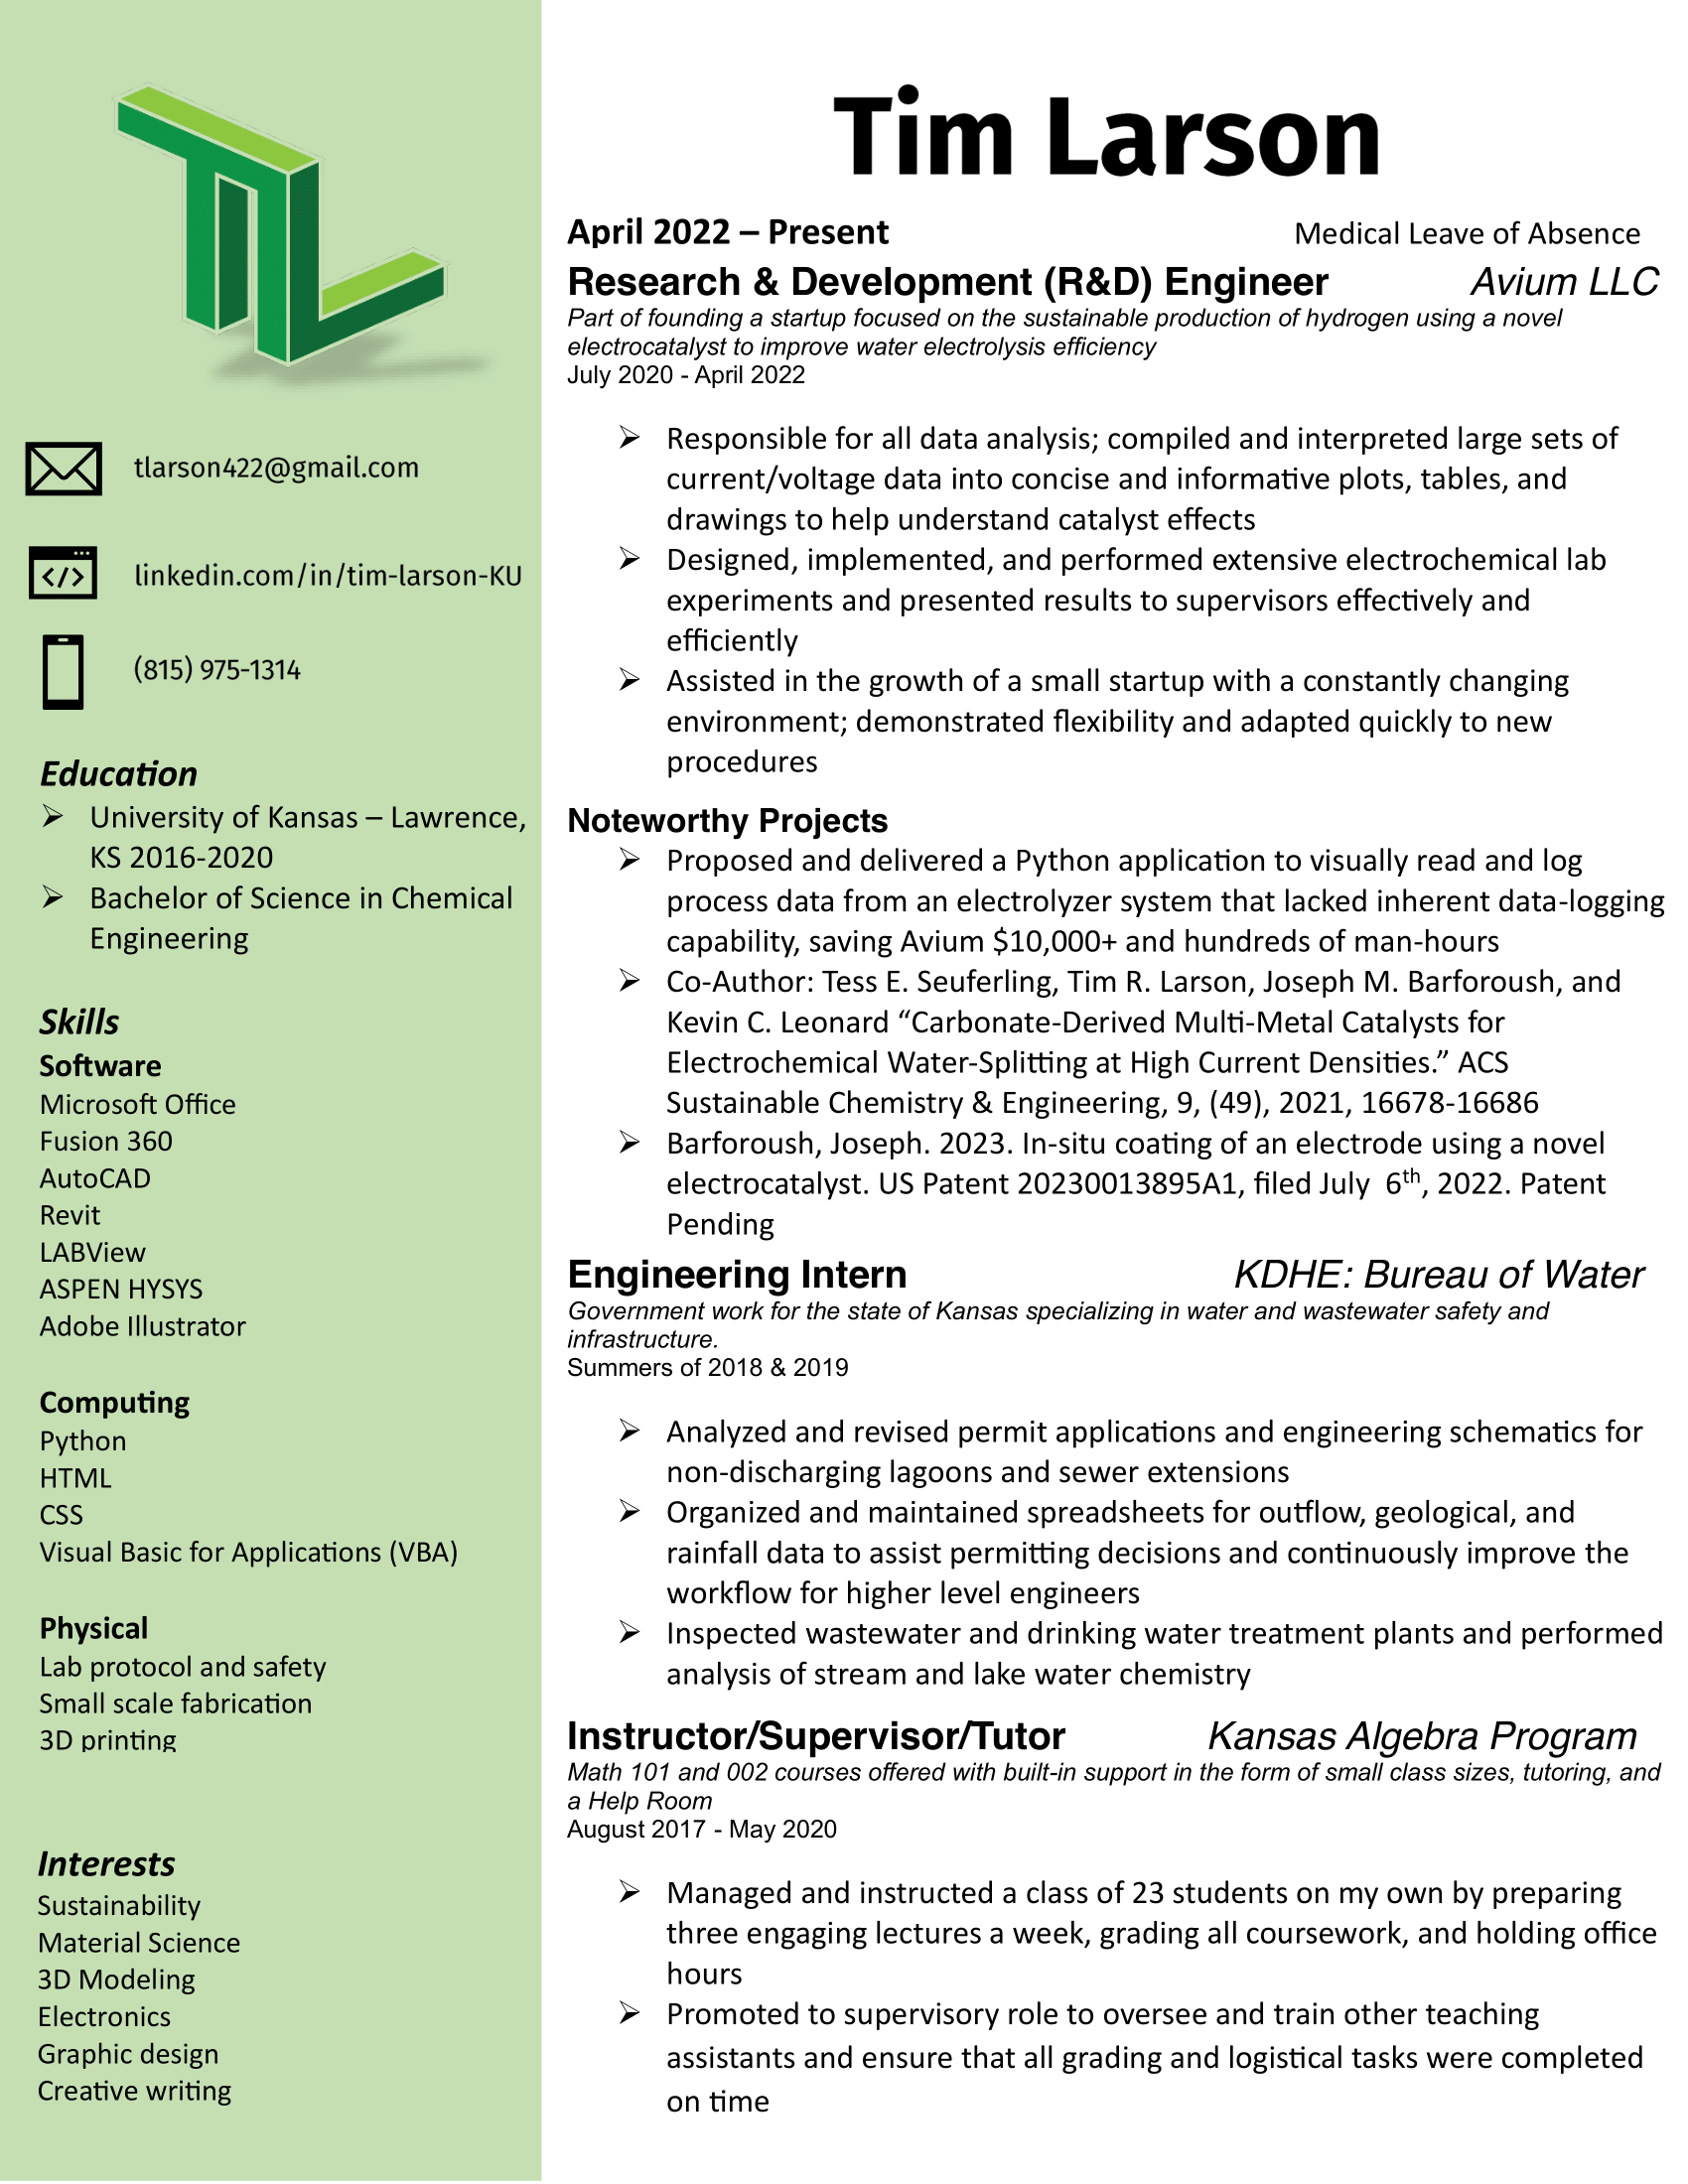 TL
tlarson422@gmail.com
linkedin.com/in/tim-larson-KU
(815) 975-1314
Education
➢ University of Kansas – Lawrence,
KS 2016-2020
➢ Bachelor of Science in Chemical
Engineering
Skills
Software
Microsoft Office
Fusion 360
AutoCAD
Revit
LABView
ASPEN HYSYS
Adobe Illustrator
Computing
Python
HTML
CSS
Visual Basic for Applications (VBA)
Physical
Lab protocol and safety
Small scale fabrication
3D printing
Interests
Sustainability
Material Science
3D Modeling
Electronics
Graphic design
Creative writing
Tim Larson
April 2022 – Present Medical Leave of Absence
Research & Development (R&D) Engineer Avium LLC
Part of founding a startup focused on the sustainable production of hydrogen using a novel
electrocatalyst to improve water electrolysis efficiency
July 2020 - April 2022
➢ Responsible for all data analysis; compiled and interpreted large sets of
current/voltage data into concise and informative plots, tables, and
drawings to help understand catalyst effects
➢ Designed, implemented, and performed extensive electrochemical lab
experiments and presented results to supervisors effectively and
efficiently
➢ Assisted in the growth of a small startup with a constantly changing
environment; demonstrated flexibility and adapted quickly to new
procedures
Noteworthy Projects
➢ Proposed and delivered a Python application to visually read and log
process data from an electrolyzer system that lacked inherent data-logging
capability, saving Avium $10,000+ and hundreds of man-hours
➢ Co-Author: Tess E. Seuferling, Tim R. Larson, Joseph M. Barforoush, and
Kevin C. Leonard “Carbonate-Derived Multi-Metal Catalysts for
Electrochemical Water-Splitting at High Current Densities.” ACS
Sustainable Chemistry & Engineering, 9, (49), 2021, 16678-16686
➢ Barforoush, Joseph. 2023. In-situ coating of an electrode using a novel
electrocatalyst. US Patent 20230013895A1, filed July 6th, 2022. Patent
Pending
Engineering Intern KDHE: Bureau of Water
Government work for the state of Kansas specializing in water and wastewater safety and
infrastructure.
Summers of 2018 & 2019
➢ Analyzed and revised permit applications and engineering schematics for
non-discharging lagoons and sewer extensions
➢ Organized and maintained spreadsheets for outflow, geological, and
rainfall data to assist permitting decisions and continuously improve the
workflow for higher level engineers
➢ Inspected wastewater and drinking water treatment plants and performed
analysis of stream and lake water chemistry
Instructor/Supervisor/Tutor Kansas Algebra Program
Math 101 and 002 courses offered with built-in support in the form of small class sizes, tutoring, and
a Help Room
August 2017 - May 2020
➢ Managed and instructed a class of 23 students on my own by preparing
three engaging lectures a week, grading all coursework, and holding office
hours
➢ Promoted to supervisory role to oversee and train other teaching
assistants and ensure that all grading and logistical tasks were completed
on time